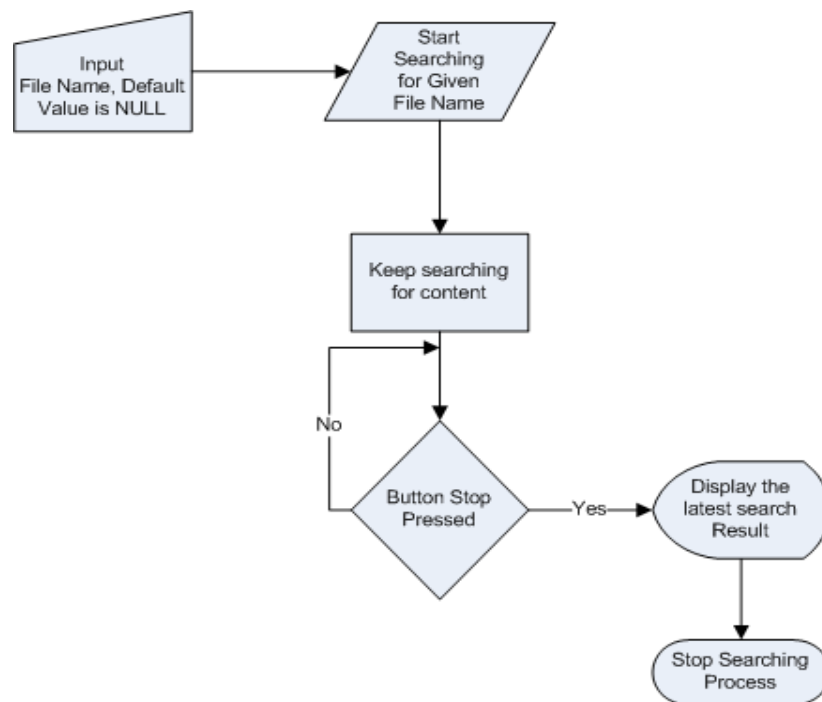 Input
File Name, Default
Value is NULL
Start
Searching
for Given
File Name
Keep searching
for content
No
Button Stop
Pressed
Yes
Display the
latest search
Result
Stop Searching
Process